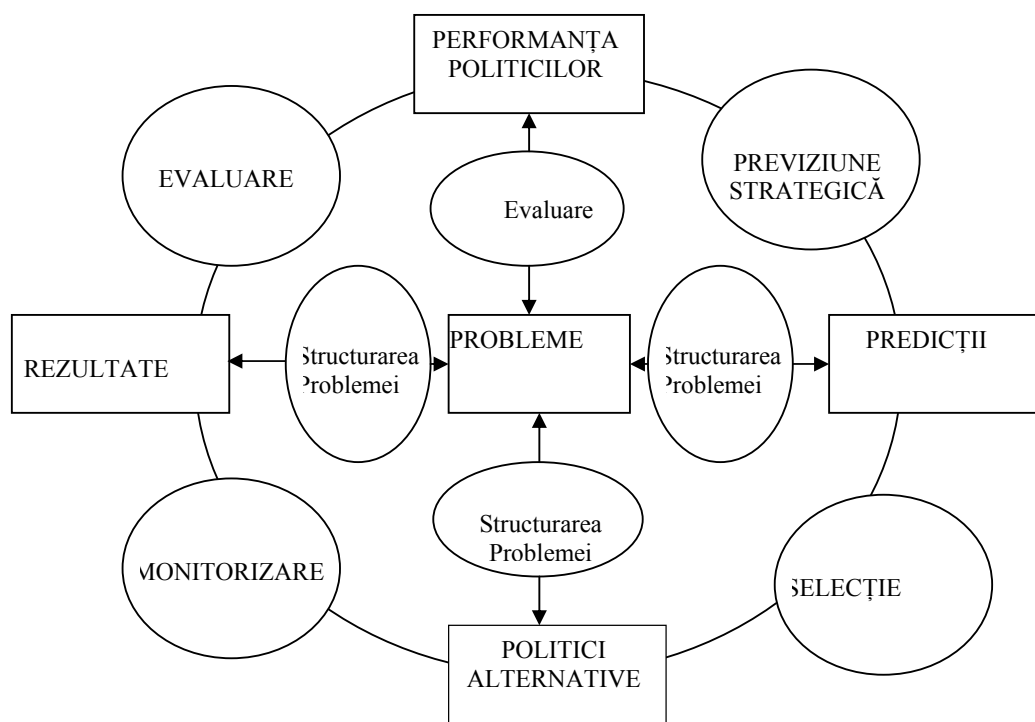 PERFORMANȚA
POLITICILOR
EVALUARE
PREVIZIUNE
STRATEGICĂ
Evaluare
REZULTATE
Structurarea
Problemei
PROBLEME
Structurarea
Problemei
PREDICȚII
MONITORIZARE
Structurarea
Problemei
SELECȚIE
POLITICI
ALTERNATIVE